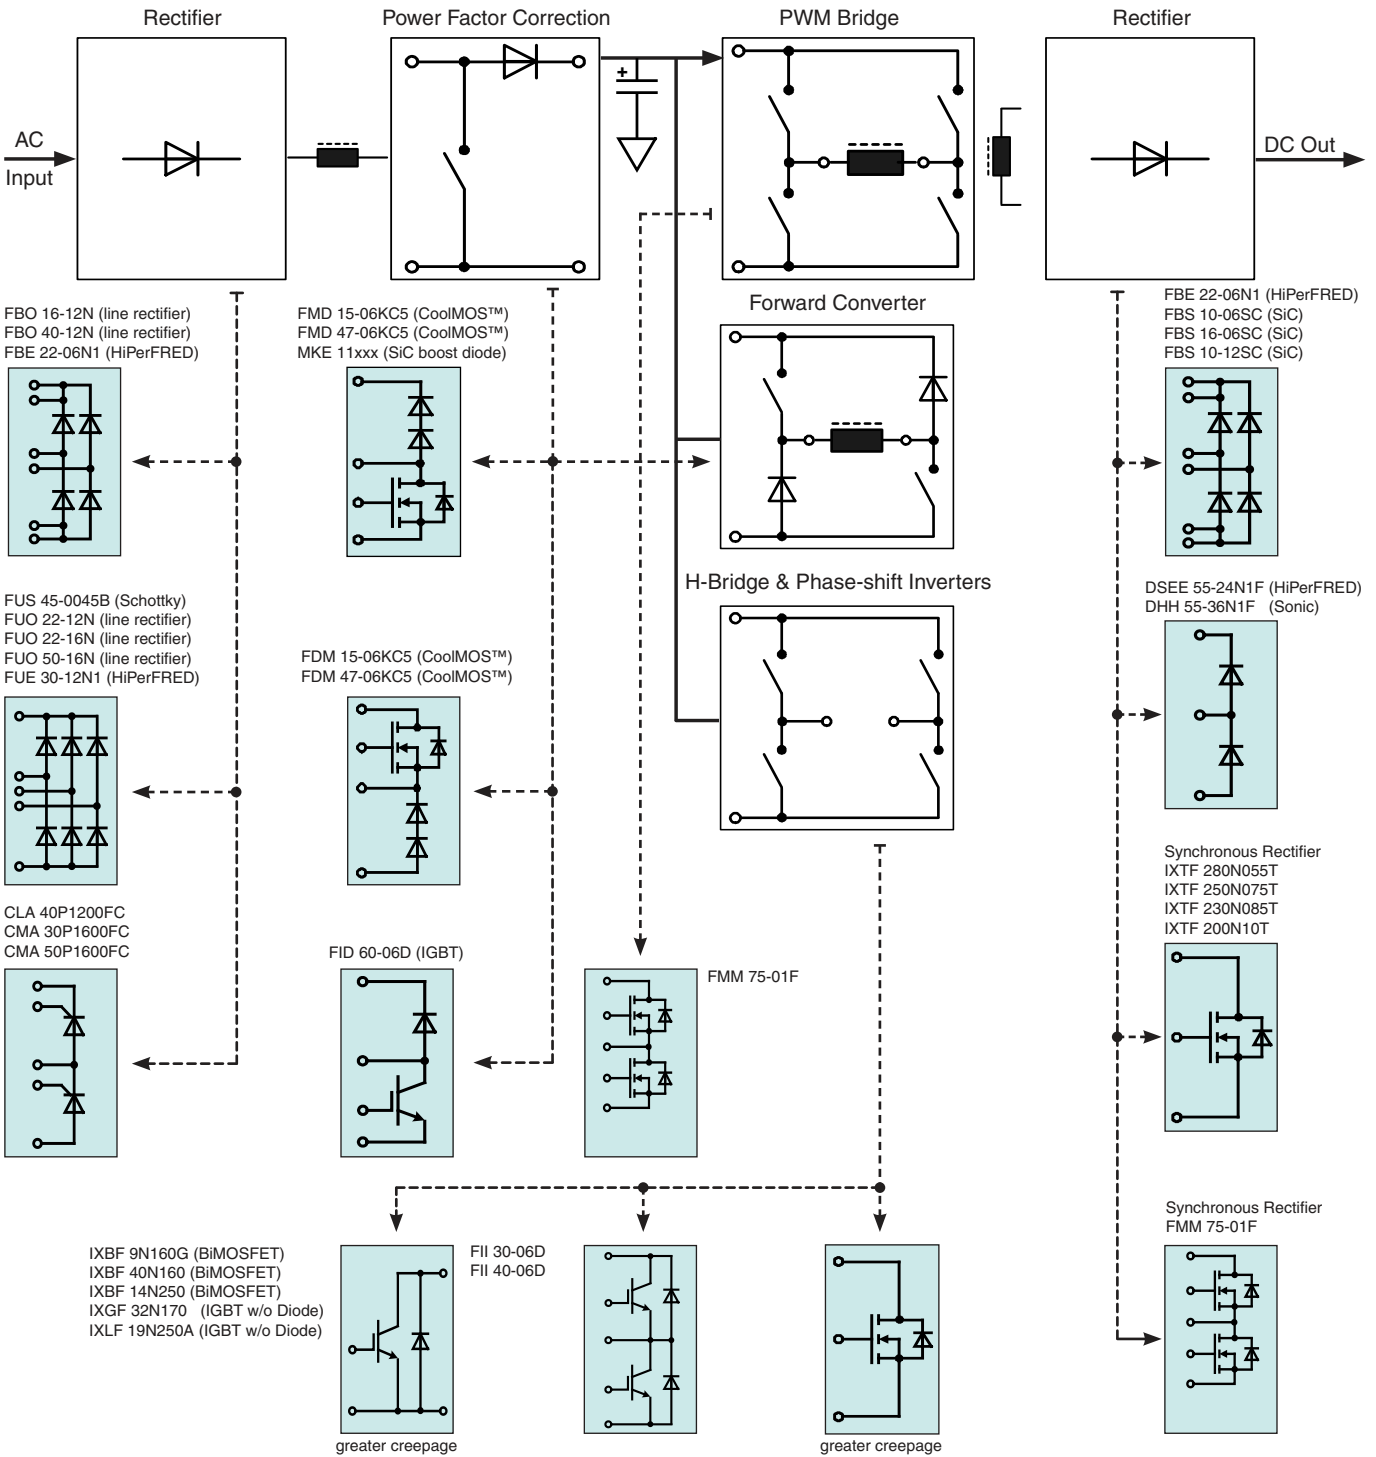 Rectifier
Power Factor Correction
PWM Bridge
Rectifier
AC
Input
+
DC Out
FBO 16-12N (line rectifier)
FBO 40-12N (line rectifier)
FBE 22-06N1 (HiPerFRED)
FMD 15-06KC5 (CoolMOS™)
FMD 47-06KC5 (CoolMOS™)
MKE 11xxx (SiC boost diode)
Forward Converter
FBE 22-06N1 (HiPerFRED)
FBS 10-06SC (SiC)
FBS 16-06SC (SiC)
FBS 10-12SC (SiC)
H-Bridge & Phase-shift Inverters
DSEE 55-24N1F (HiPerFRED)
DHH 55-36N1F (Sonic)
FUS 45-0045B (Schottky)
FUO 22-12N (line rectifier)
FUO 22-16N (line rectifier)
FUO 50-16N (line rectifier)
FUE 30-12N1 (HiPerFRED)
FDM 15-06KC5 (CoolMOS™)
FDM 47-06KC5 (CoolMOS™)
Synchronous Rectifier
IXTF 280N055T
IXTF 250N075T
IXTF 230N085T
IXTF 200N10T
CLA 40P1200FC
CMA 30P1600FC
CMA 50P1600FC
FID 60-06D (IGBT)
FMM 75-01F
Synchronous Rectifier
FMM 75-01F
IXBF 9N160G (BiMOSFET)
IXBF 40N160 (BiMOSFET)
IXBF 14N250 (BiMOSFET)
IXGF 32N170 (IGBT w/o Diode)
IXLF 19N250A (IGBT w/o Diode)
FII 30-06D
FII 40-06D
greater creepage
greater creepage